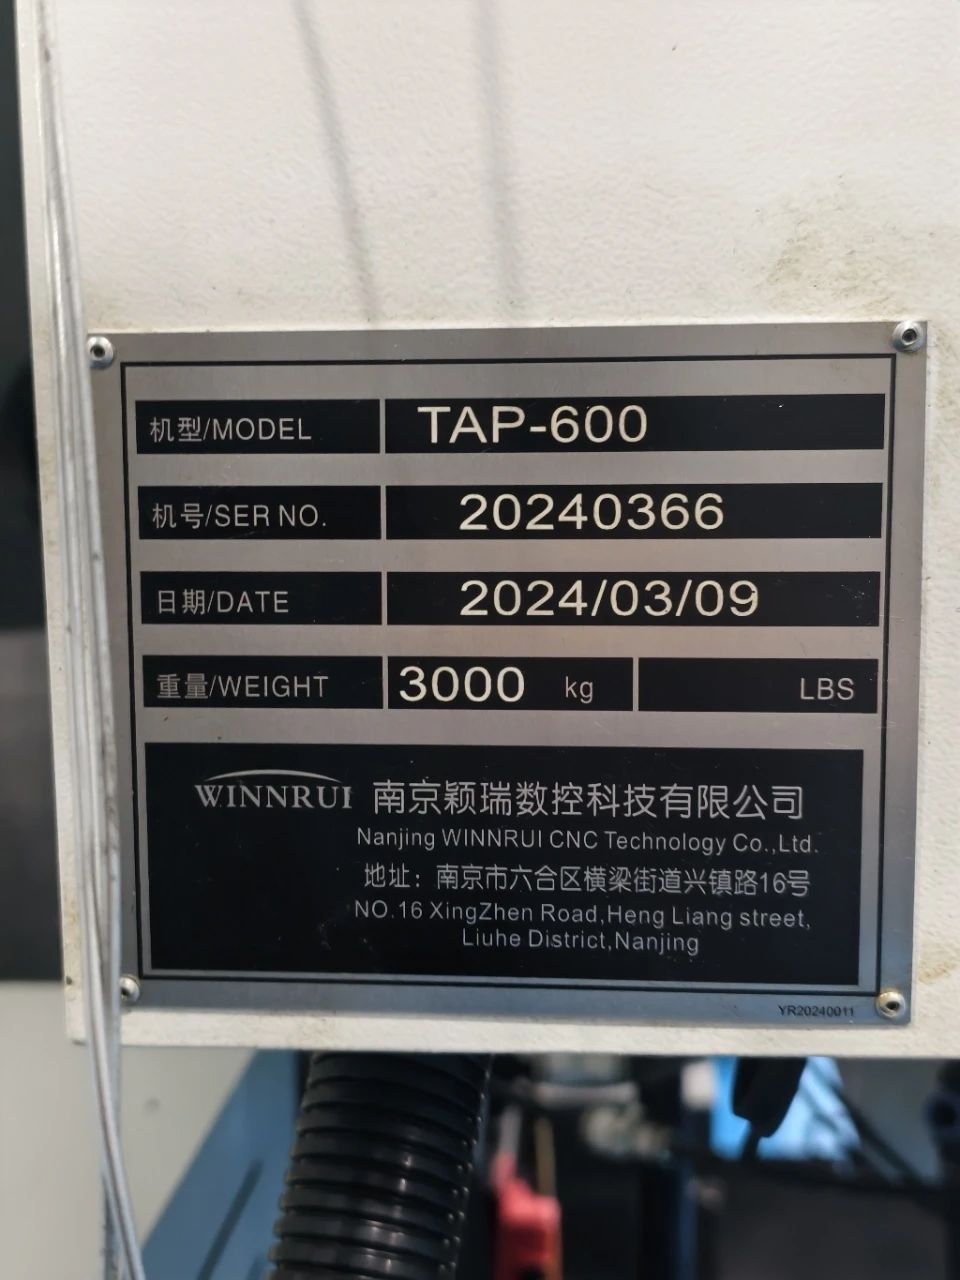 机型/MODEL TAP-600
机号/SER NO. 20240366
日期/DATE 2024/03/09
重量/WEIGHT 3000 kg LBS
WINNRUI 南京颖瑞数控科技有限公司
Nanjing WINNRUI CNC Technology Co.,Ltd.
地址：南京市六合区横梁街道兴镇路16号
NO.16 XingZhen Road,Heng Liang street,
Liuhe District,Nanjing
YR20240011